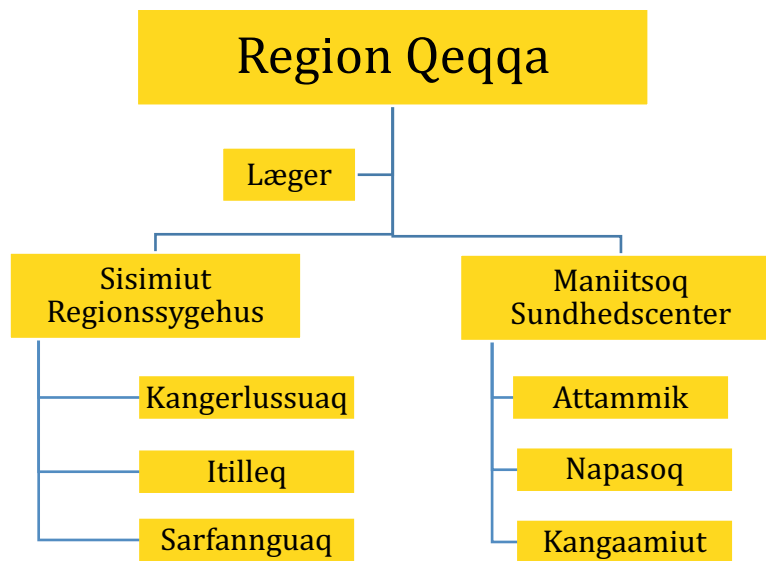 Region Qeqqa
Læger
Sisimiut
Regionssygehus
Kangerlussuaq
Itilleq
Sarfannguaq
Maniitsoq
Sundhedscenter
Attammik
Napasoq
Kangaamiut